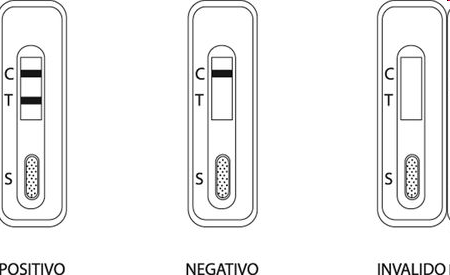 C C C
T T T
S S S
POSITIVO NEGATIVO INVALIDO